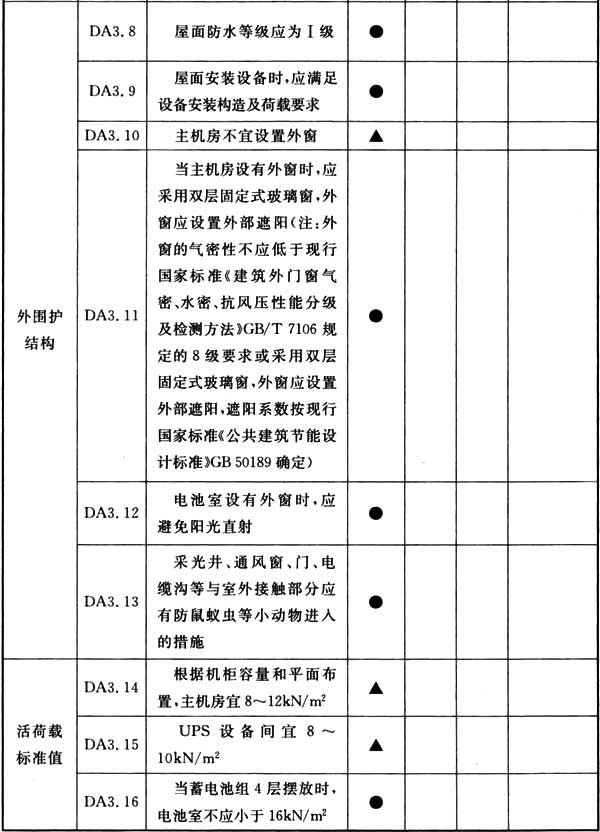 DA3.8
屋面防水等级应为Ⅰ级
●
外围护
结构
DA3.9
屋面安装设备时,应满足
设备安装构造及荷载要求
●
DA3.10
主机房不宜设置外窗
▲
DA3.11
当主机房设有外窗时,应
采用双层固定式玻璃窗,外
窗应设置外部遮阳(注:外
窗的气密性不应低于现行
国家标准《建筑外门窗气
密、水密、抗风压性能分级
及检测方法》GB/T 7106 规
定的 8 级要求或采用双层
固定式玻璃窗,外窗应设置
外部遮阳,遮阳系数按现行
国家标准《公共建筑节能设
计标准》GB 50189 确定)
●
DA3.12
电池室设有外窗时,应
避免阳光直射
●
DA3.13
采光井、通风窗、门、电
缆沟等与室外接触部分应
有防鼠蚁虫等小动物进入
的措施
●
活荷载
标准值
DA3.14
根据机柜容量和平面布
置,主机房宜 8～12kN/m²
▲
DA3.15
UPS 设备间宜 8～
10kN/m²
▲
DA3.16
当蓄电池组 4 层摆放时,
电池室不应小于 16kN/m²
●